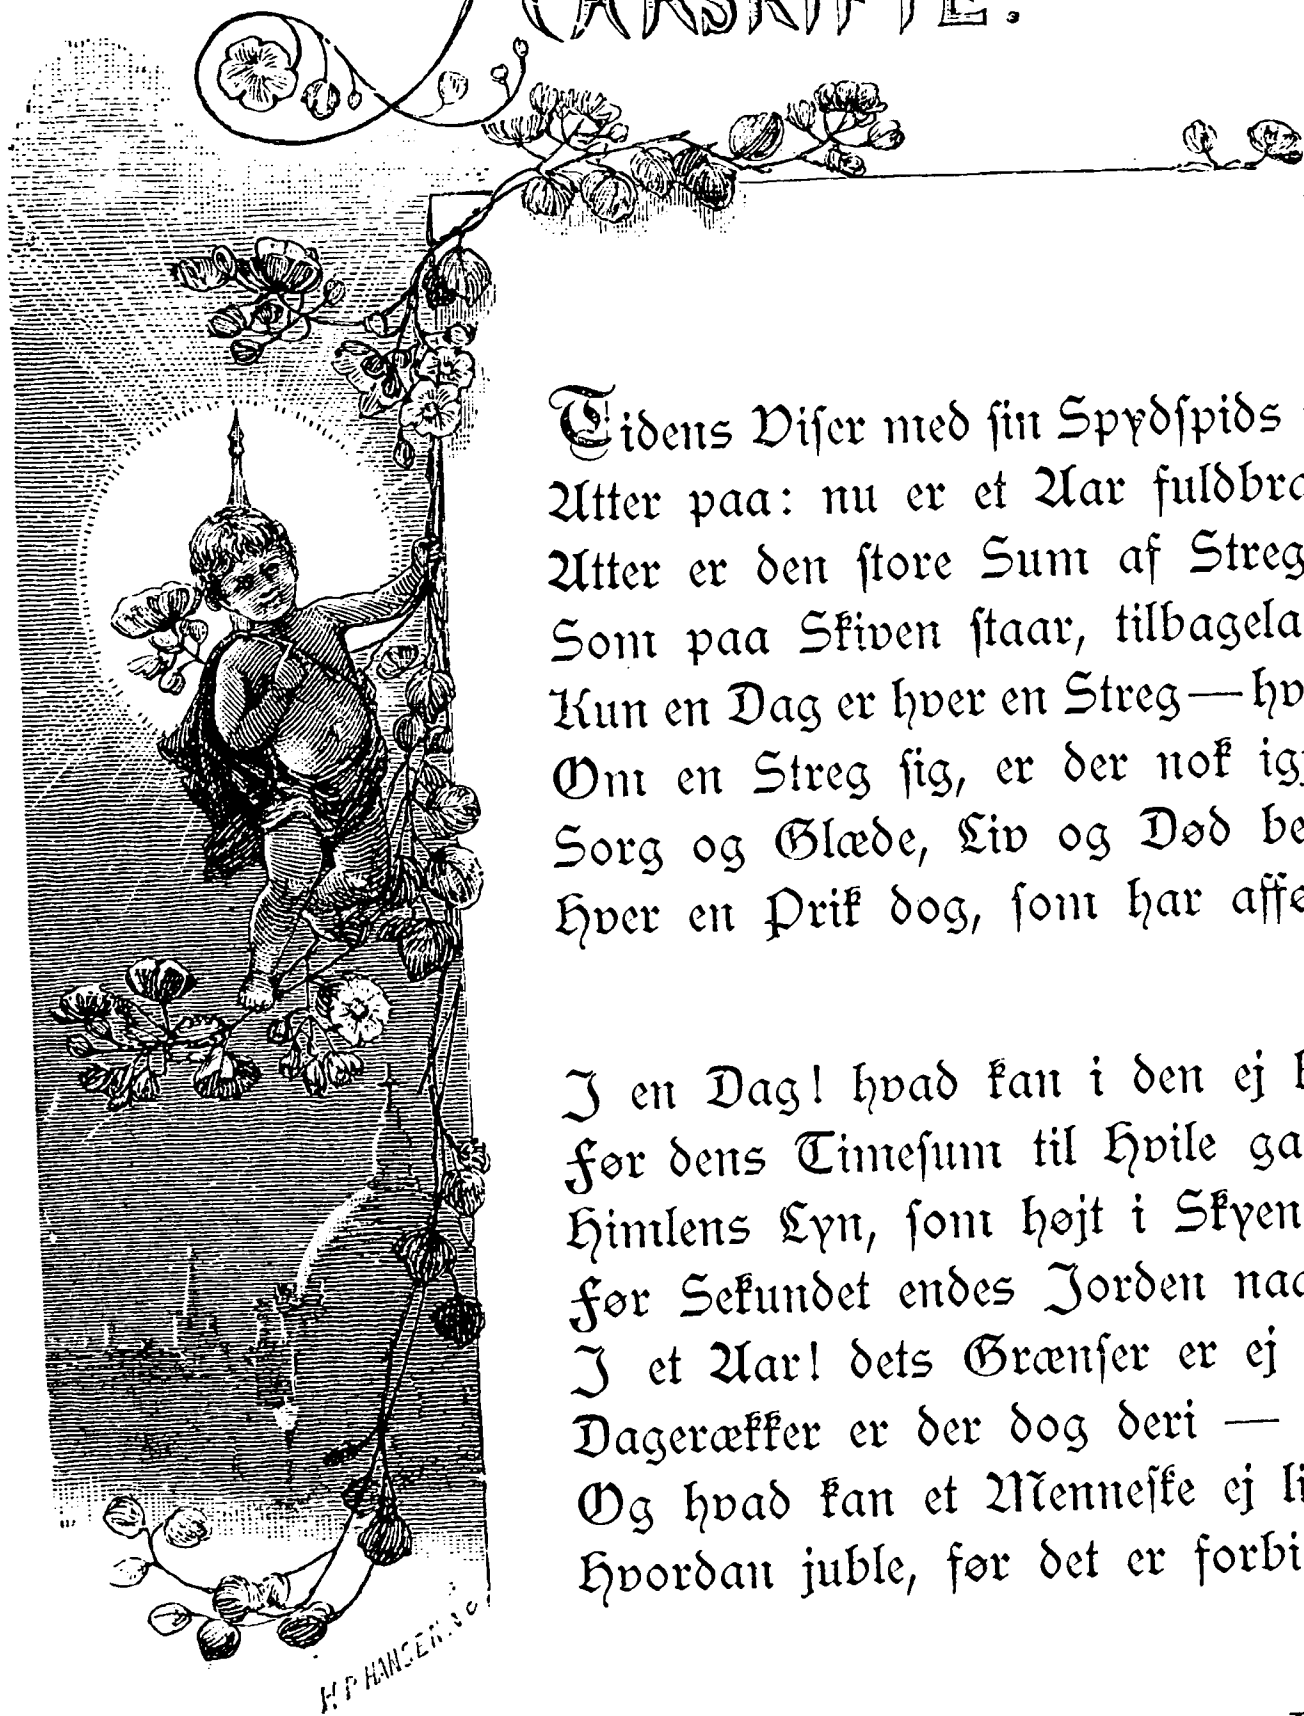 AARSKIFTE.
Tidens Viser med sin Spydspids
Atter paa: nu er et Aar fuldbra
Atter er den store Sum af Streg
Som paa Skiven staar, tilbagela
Kun en Dag er hver en Streg — hv
Om en Streg sig, er der nok ig
Sorg og Glæde, Liv og Død be
Hver en Prik dog, som har affø
I en Dag! hvad kan i den ej
Før dens Timesum til Hvile ga
Himlens Lyn, som højt i Skyen
Før Sekundet endes Jorden naa
I et Aar! dets Grænser er ej
Dagerækker er der dog deri —
Og hvad kan et Menneske ej li
Hvordan juble, før det er forbi
H P HANSEN. sc.